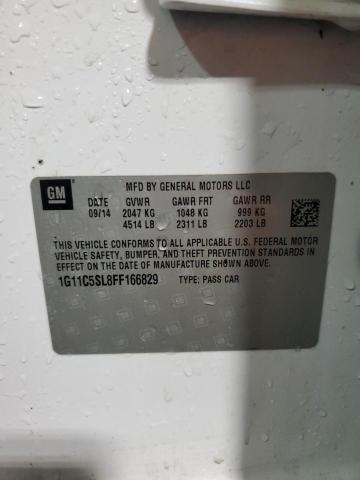 GM
MFD BY GENERAL MOTORS LLC
DATE GVWR GAWR FRT GAWR RR
09/14 2047 KG 1048 KG 999 KG
4514 LB 2311 LB 2203 LB
THIS VEHICLE CONFORMS TO ALL APPLICABLE U.S. FEDERAL MOTOR
VEHICLE SAFETY, BUMPER, AND THEFT PREVENTION STANDARDS IN
EFFECT ON THE DATE OF MANUFACTURE SHOWN ABOVE.
1G11C5SL8FF166829 TYPE: PASS CAR